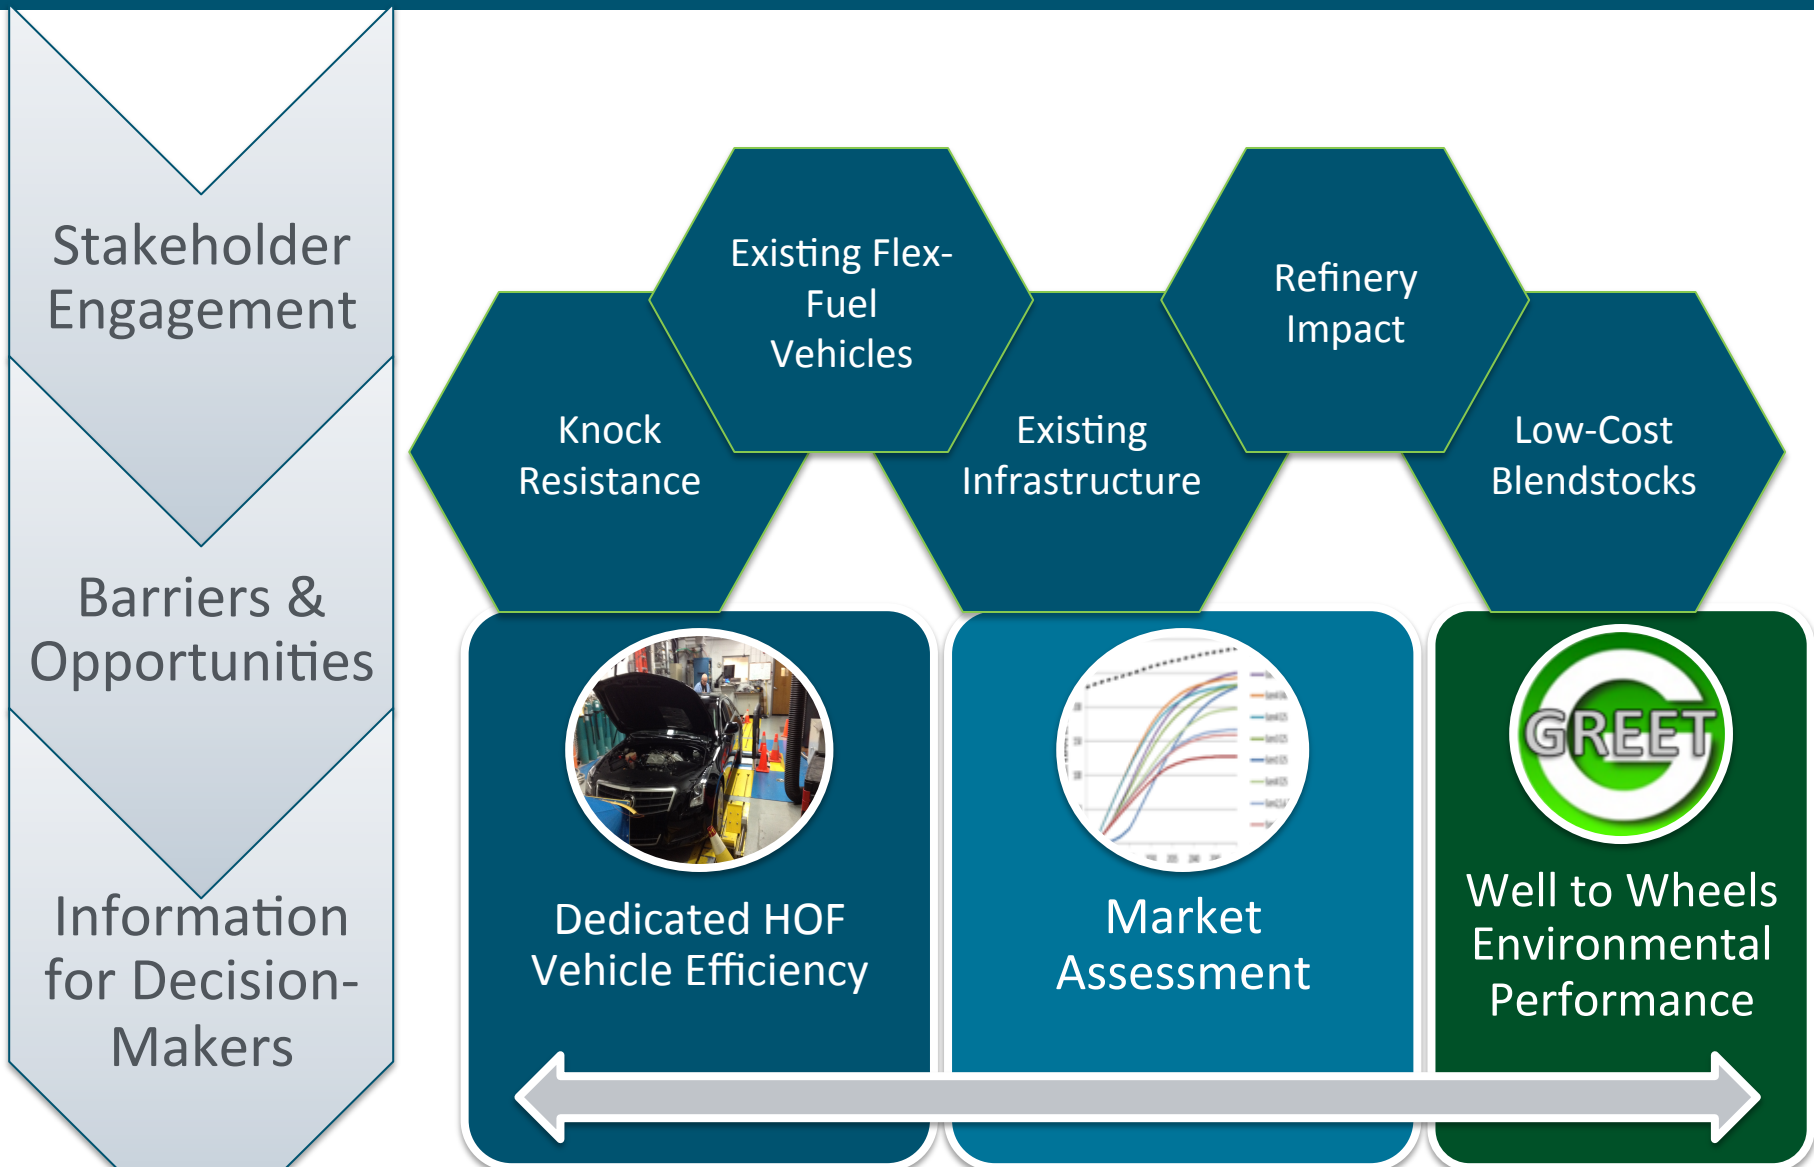 Stakeholder
Engagement
Barriers &
Opportunities
Information
for Decision-
Makers
Existing Flex-
Fuel
Vehicles
Refinery
Impact
Knock
Resistance
Existing
Infrastructure
Low-Cost
Blendstocks
Dedicated HOF
Vehicle Efficiency
Market
Assessment
GREET
Well to Wheels
Environmental
Performance